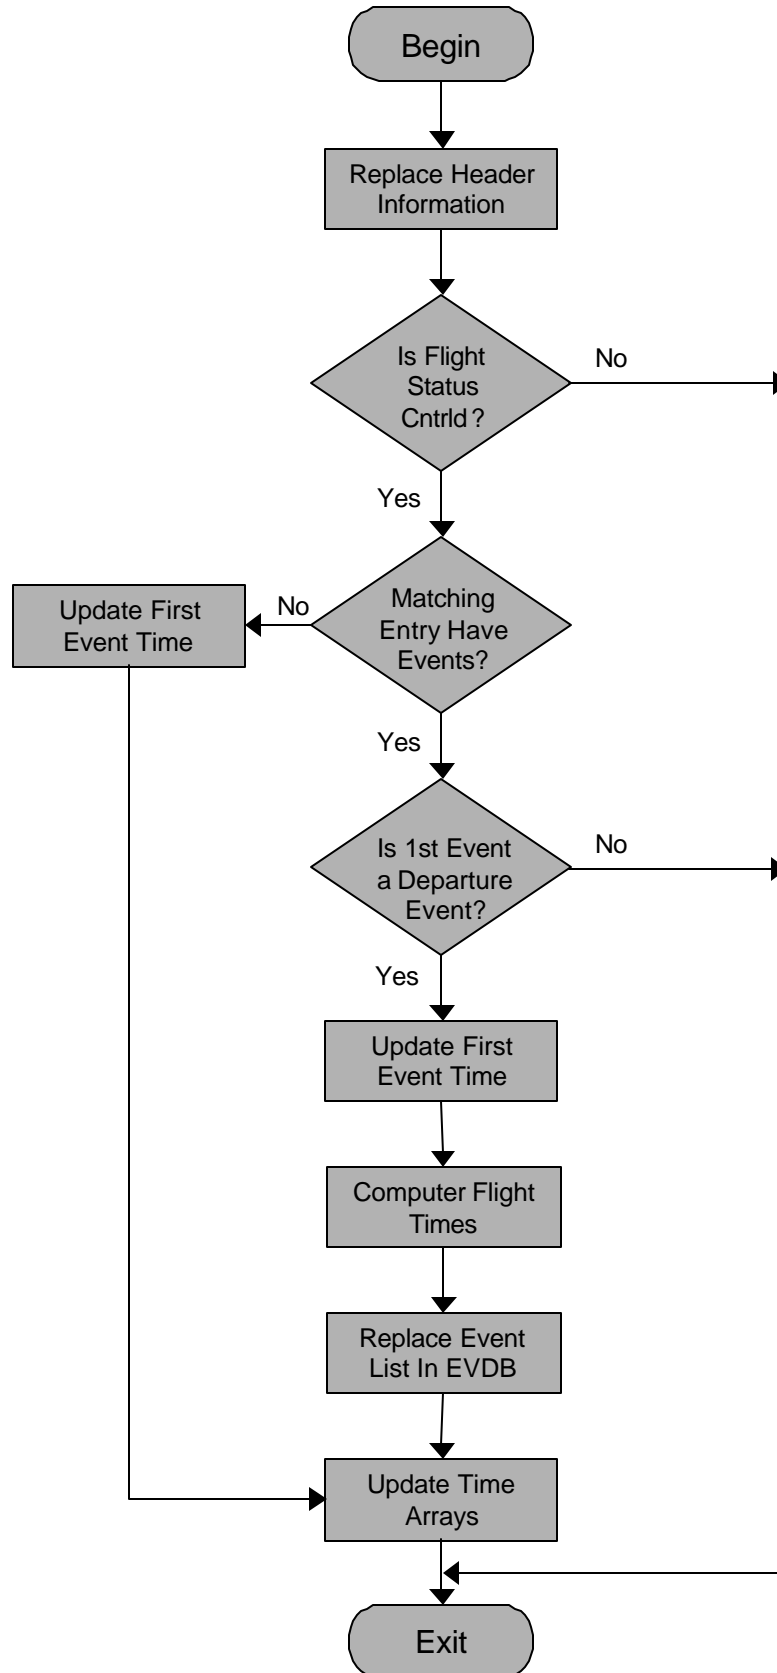 Begin
Replace Header
Information
Is Flight
Status
Cntrld ?
No
Yes
Matching
Entry Have
Events?
No
Update First
Event Time
Yes
Is 1st Event
a Departure
Event?
No
Yes
Update First
Event Time
Computer Flight
Times
Replace Event
List In EVDB
Update Time
Arrays
Exit